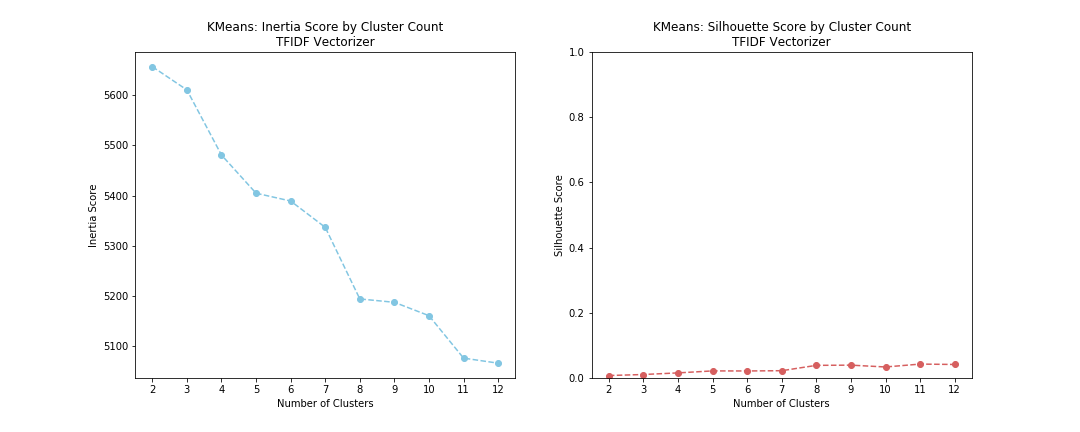 KMeans: Inertia Score by Cluster Count
TFIDF Vectorizer
5600
5500
5400
5300
5200
5100
Inertia Score
2 3 4 5 6 7 8 9 10 11 12
Number of Clusters
KMeans: Silhouette Score by Cluster Count
TFIDF Vectorizer
1.0
0.8
0.6
0.4
0.2
0.0
Silhouette Score
2 3 4 5 6 7 8 9 10 11 12
Number of Clusters